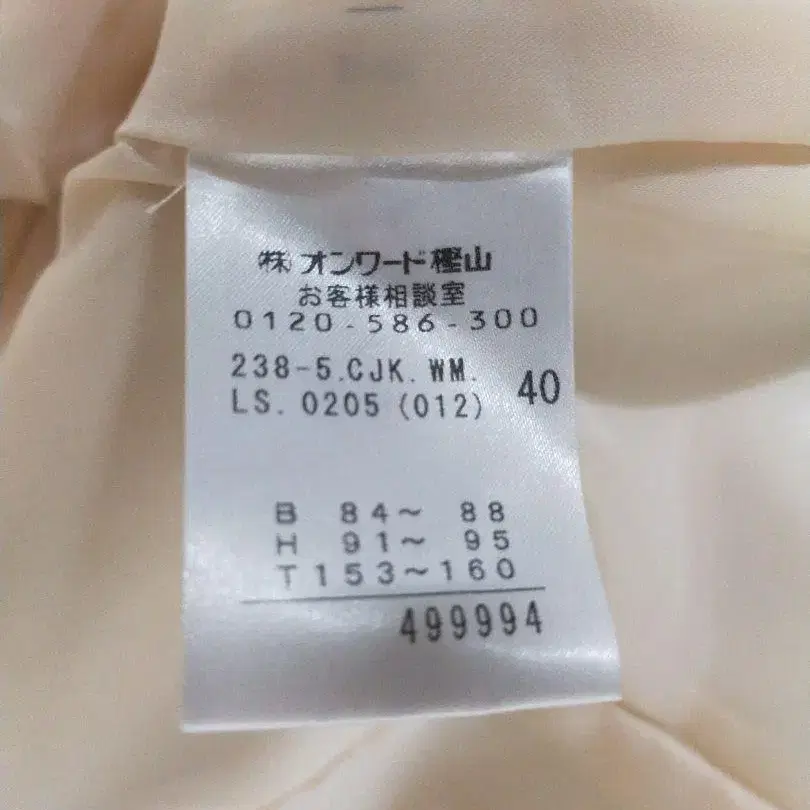 ㈱オンワード樫山
お客様相談室
0120-586-300
238-5.CJK.WM.
LS.0205(012) 40
B 84～ 88
H 91～ 95
T 153～160
499994